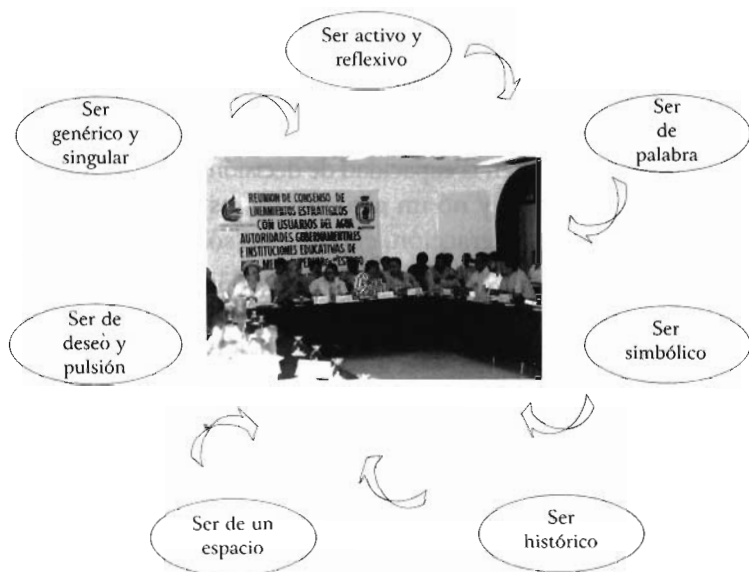 Ser activo y
reflexivo
Ser
genérico y
singular
Ser
de
palabra
REUNION DE CONSENSO DE
LINEAMIENTOS ESTRATEGICOS
CON USUARIOS DEL AGUA
AUTORIDADES GUBERNAMENTALES
E INSTITUCIONES EDUCATIVAS DE
Ser de
deseo y
pulsión
Ser
simbólico
Ser de un
espacio
Ser
histórico